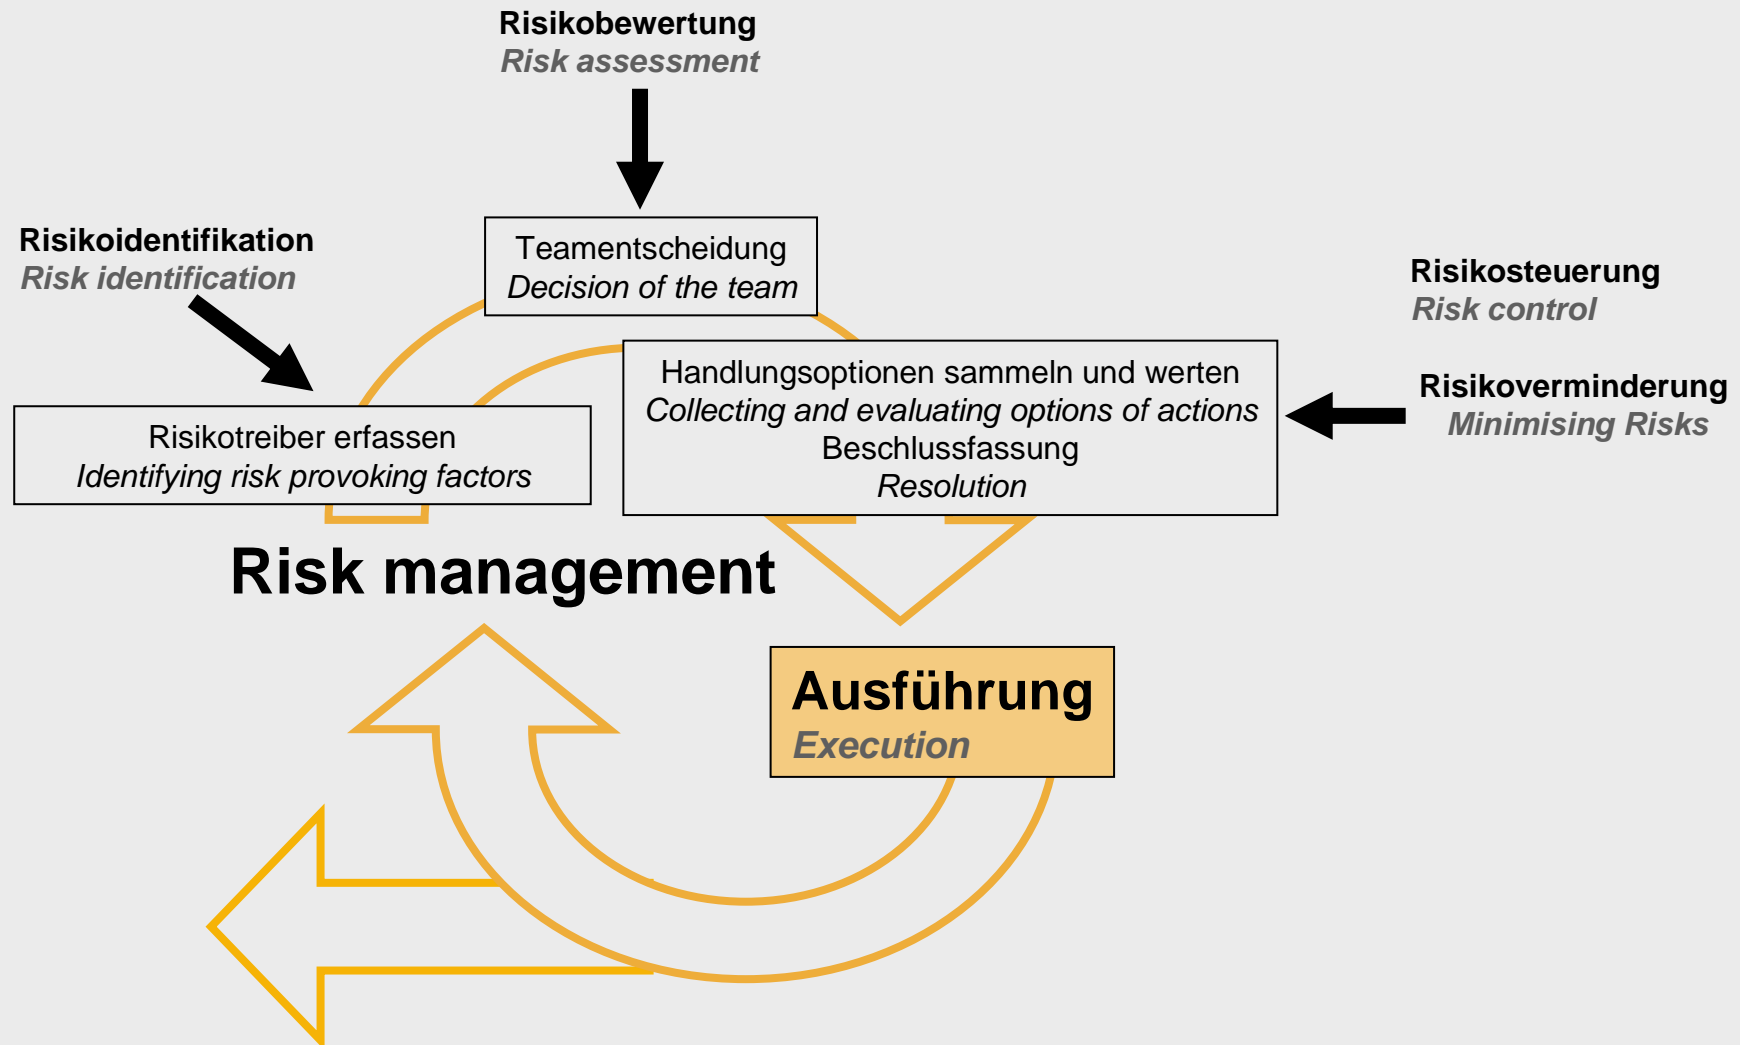 Risikobewertung
Risk assessment
Risikoidentifikation
Risk identification
Teamentscheidung
Decision of the team
Risikosteuerung
Risk control
Handlungsoptionen sammeln und werten
Collecting and evaluating options of actions
Beschlussfassung
Resolution
Risikoverminderung
Minimising Risks
Risikotreiber erfassen
Identifying risk provoking factors
Risk management
Ausführung
Execution